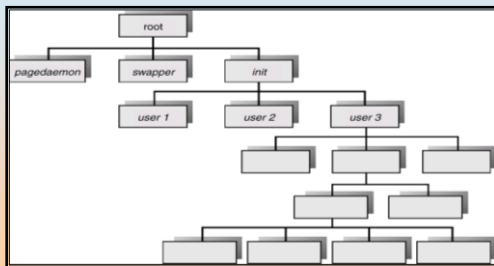 root
pagedaemon swapper init
user 1 user 2 user 3